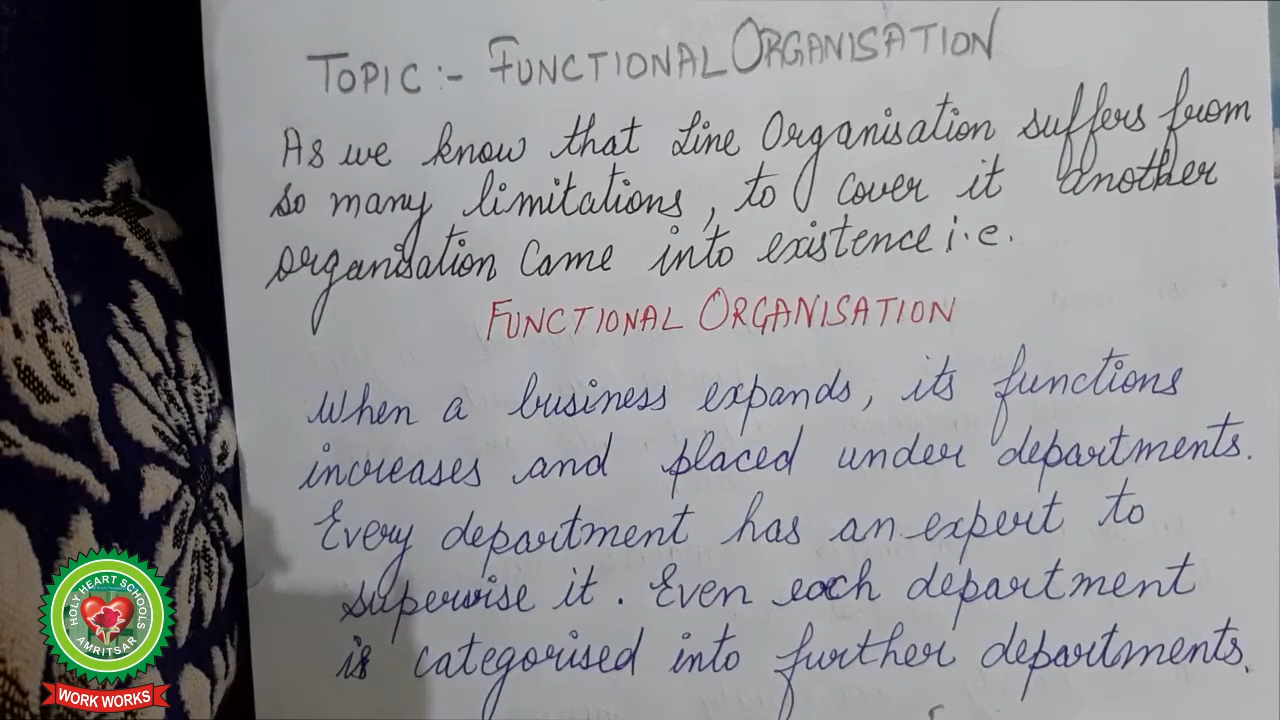 TOPIC:- FUNCTIONAL ORGANISATION
As we know that Line Organisation suffers from
so many limitations, to cover it another
organisation came into existence i.e.
FUNCTIONAL ORGANISATION
When a business expands, its functions
increases and placed under departments.
Every department has an expert to
supervise it. Even each department
is categorised into further departments.
HOLY HEART SCHOOLS
AMRITSAR
WORK WORKS